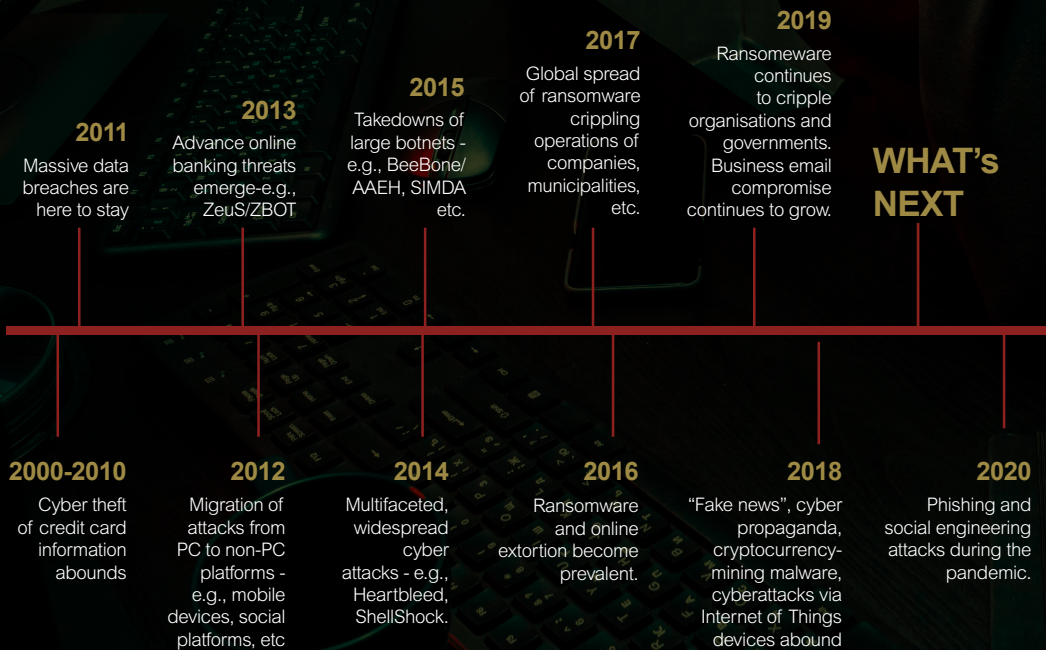 2011
Massive data
breaches are
here to stay
2013
Advance online
banking threats
emerge-e.g.,
ZeuS/ZBOT
2015
Takedowns of
large botnets -
e.g., BeeBone/
AAEH, SIMDA
etc.
2017
Global spread
of ransomware
crippling
operations of
companies,
municipalities,
etc.
2019
Ransomeware
continues
to cripple
organisations and
governments.
Business email
compromise
continues to grow.
WHAT's
NEXT
2000-2010
Cyber theft
of credit card
information
abounds
2012
Migration of
attacks from
PC to non-PC
platforms -
e.g., mobile
devices, social
platforms, etc
2014
Multifaceted,
widespread
cyber
attacks - e.g.,
Heartbleed,
ShellShock.
2016
Ransomware
and online
extortion become
prevalent.
2018
“Fake news”, cyber
propaganda,
cryptocurrency-
mining malware,
cyberattacks via
Internet of Things
devices abound
2020
Phishing and
social engineering
attacks during the
pandemic.